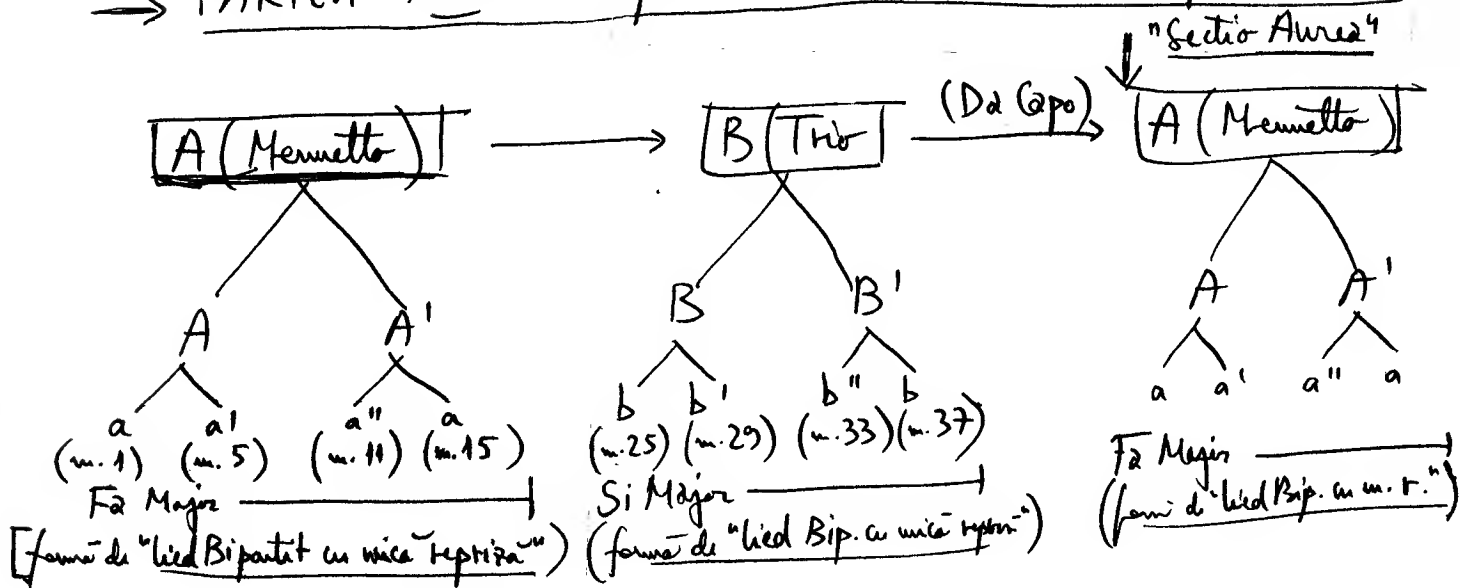 → PARTEA
"Sectio Aurea"
A (Menuetto) → B (Trio) (Da Capo) → A (Menuetto)
A A' B B' A A'
a a' a" a b b' b" b a a' a" a
(m. 1) (m. 5) (m. 11) (m. 15) (m. 25) (m. 29) (m. 33) (m. 37)
Fa Major Si Major Fa Major
[formă de "lied Bipartit cu mică repriză") (formă de "lied Bip. cu mică repriză") (formă de "lied Bip. cu m. r.")